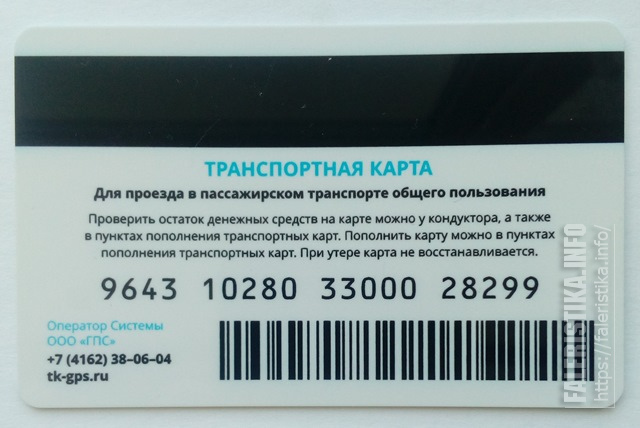 ТРАНСПОРТНАЯ КАРТА
Для проезда в пассажирском транспорте общего пользования
Проверить остаток денежных средств на карте можно у кондуктора, а также
в пунктах пополнения транспортных карт. Пополнить карту можно в пунктах
пополнения транспортных карт. При утере карта не восстанавливается.
9643 10280 33000 28299
Оператор Системы
ООО «ГПС»
+7 (4162) 38–06–04
tk-gps.ru
FALERISTIKA.INFO
https://faleristika.info/